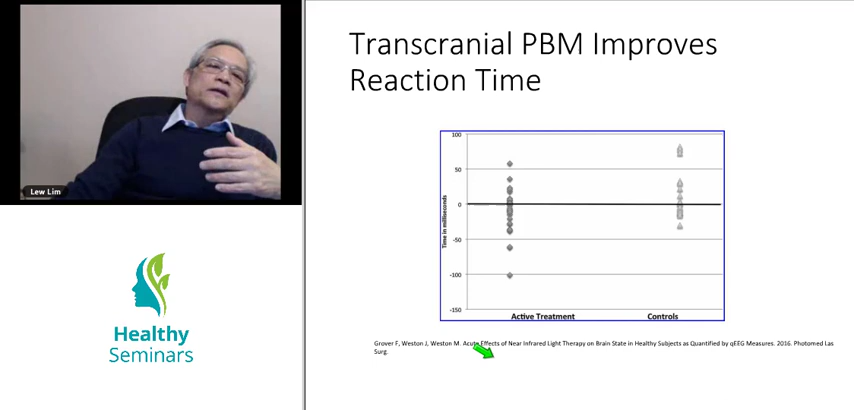 Transcranial PBM Improves
Reaction Time
Lew Lim
Healthy
Seminars
100
50
0
-50
-100
-150
Time in milliseconds
Active Treatment Controls
Grover F, Weston J, Weston M. Acute Effects of Near Infrared Light Therapy on Brain State in Healthy Subjects as Quantified by qEEG Measures. 2016. Photomed Las
Surg.